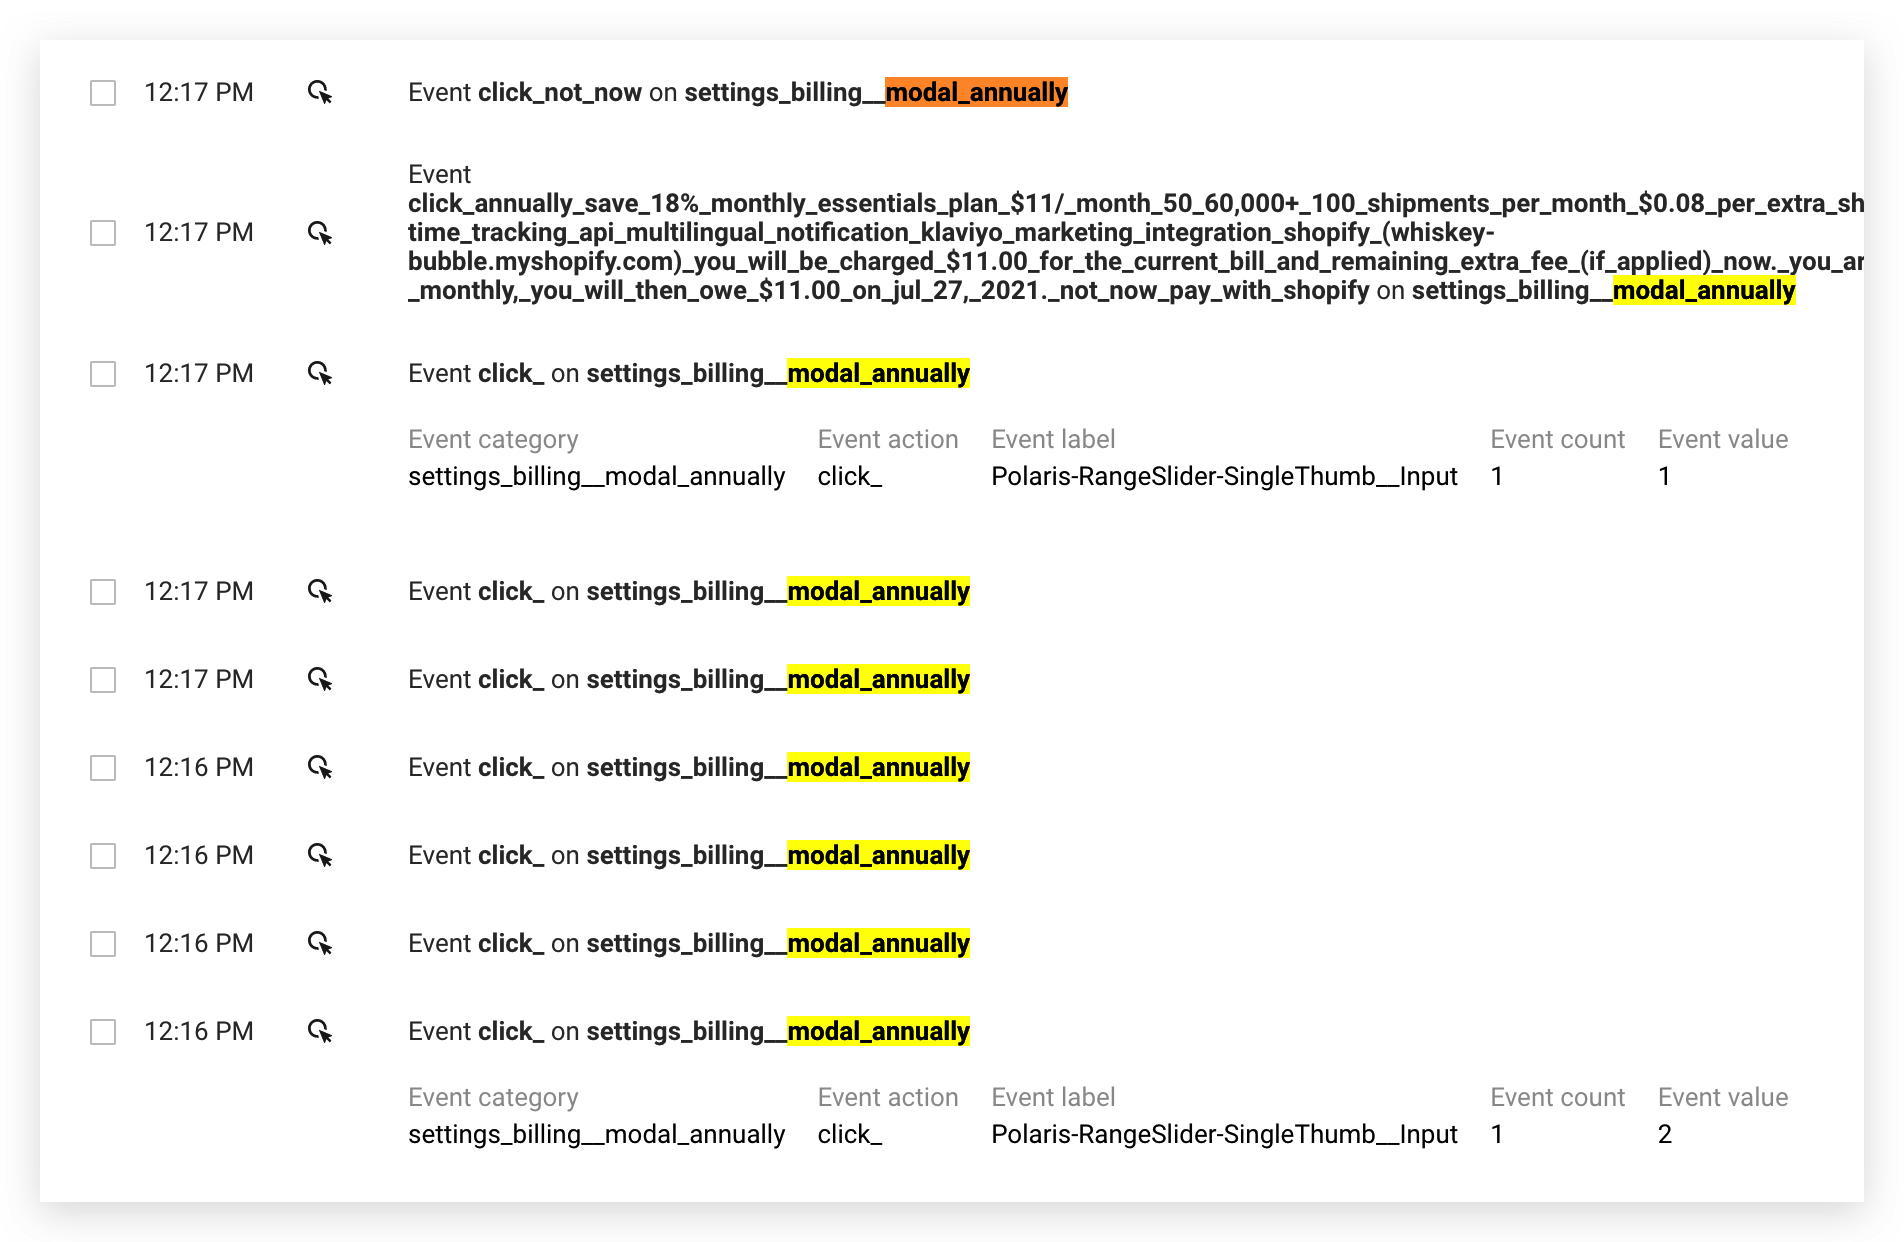 12:17 PM Event click_not_now on settings_billing__modal_annually
Event
click_annually_save_18%_monthly_essentials_plan_$11/_month_50_60,000+_100_shipments_per_month_$0.08_per_extra_sh
12:17 PM time_tracking_api_multilingual_notification_klaviyo_marketing_integration_shopify_(whiskey-
bubble.myshopify.com)_you_will_be_charged_$11.00_for_the_current_bill_and_remaining_extra_fee_(if_applied)_now._you_ar
_monthly,_you_will_then_owe_$11.00_on_jul_27,_2021._not_now_pay_with_shopify on settings_billing__modal_annually
12:17 PM Event click_ on settings_billing__modal_annually
Event category Event action Event label Event count Event value
settings_billing__modal_annually click_ Polaris-RangeSlider-SingleThumb__Input 1 1
12:17 PM Event click_ on settings_billing__modal_annually
12:17 PM Event click_ on settings_billing__modal_annually
12:16 PM Event click_ on settings_billing__modal_annually
12:16 PM Event click_ on settings_billing__modal_annually
12:16 PM Event click_ on settings_billing__modal_annually
12:16 PM Event click_ on settings_billing__modal_annually
Event category Event action Event label Event count Event value
settings_billing__modal_annually click_ Polaris-RangeSlider-SingleThumb__Input 1 2